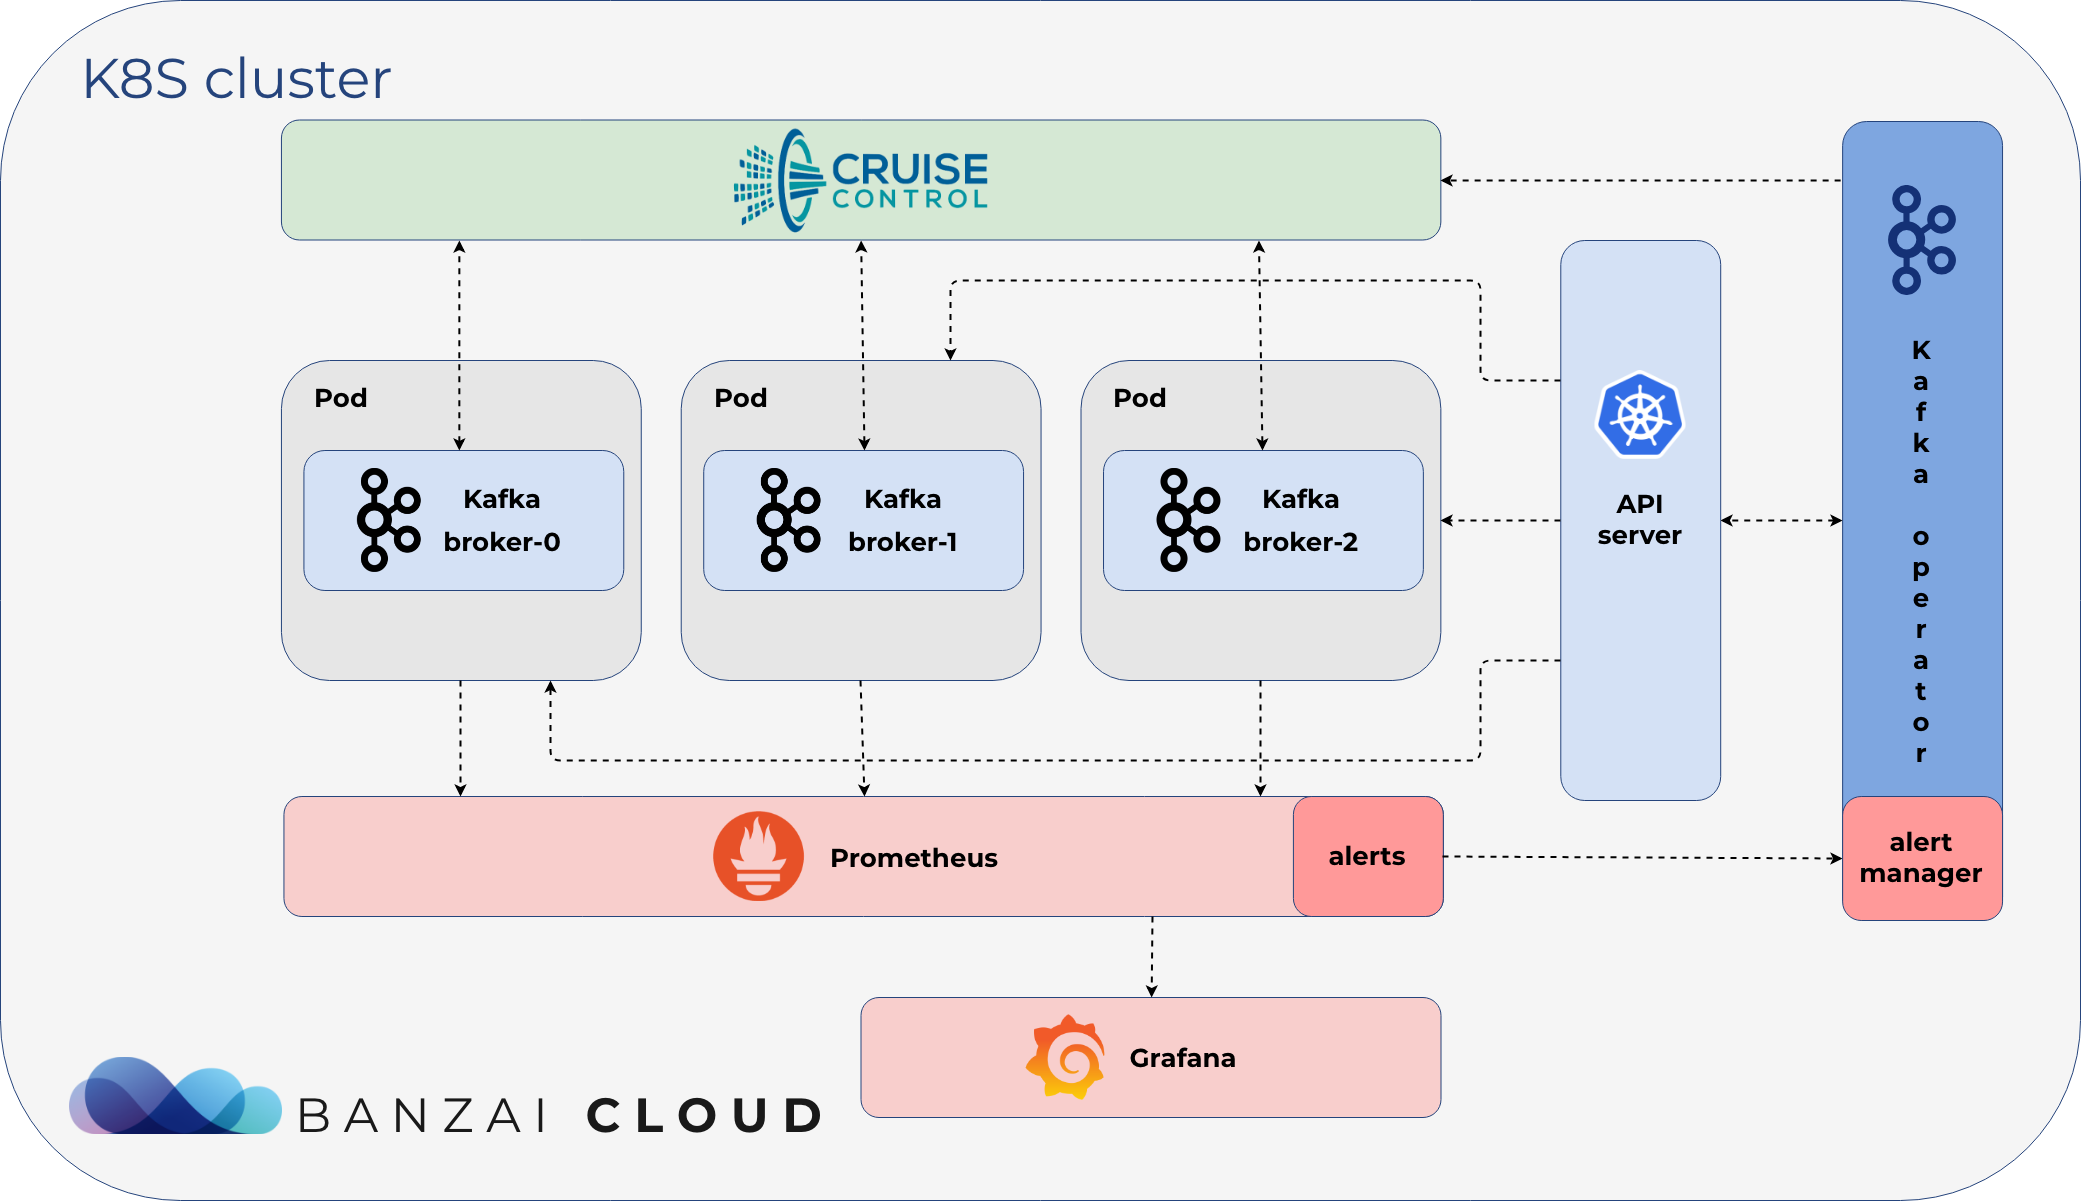 K8S cluster
CRUISE
CONTROL
Pod
Kafka
broker-0
Pod
Kafka
broker-1
Pod
Kafka
broker-2
API
server
Kafka operator
Prometheus
alerts
alert
manager
Grafana
BANZAI CLOUD